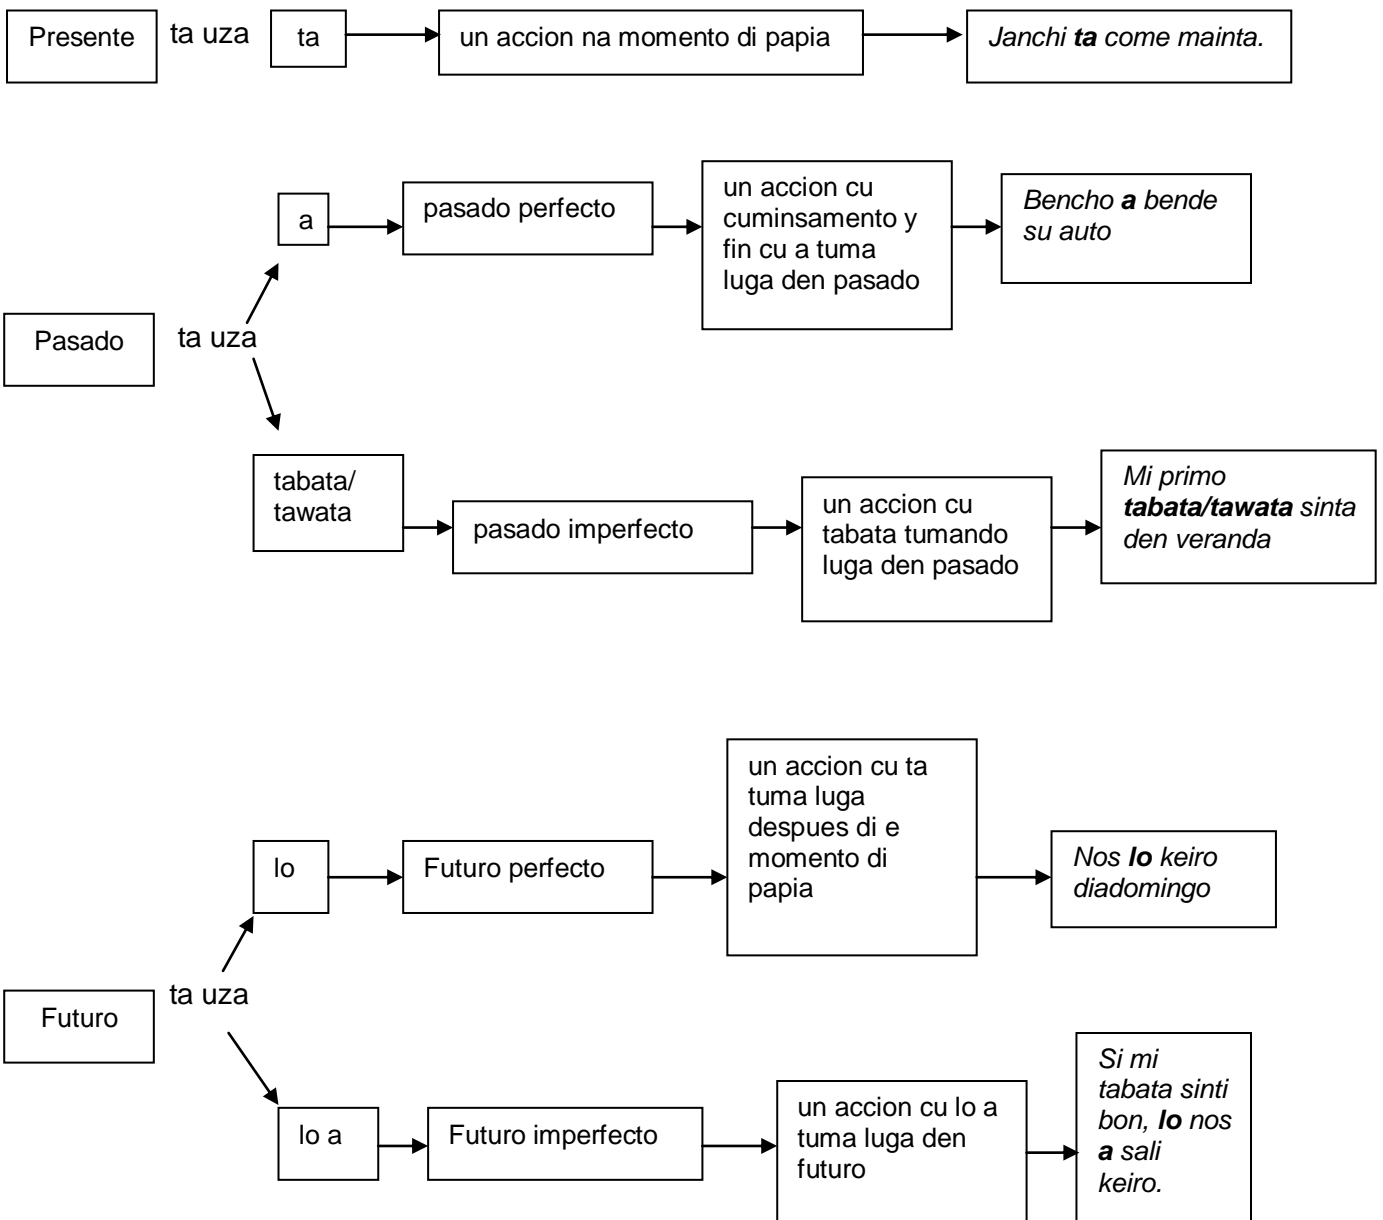 Presente
ta uza
ta
un accion na momento di papia
Janchi ta come mainta.
a
pasado perfecto
un accion cu
cuminsamento y
fin cu a tuma
luga den pasado
Bencho a bende
su auto
Pasado
ta uza
tabata/
tawata
pasado imperfecto
un accion cu
tabata tumando
luga den pasado
Mi primo
tabata/tawata sinta
den veranda
lo
Futuro perfecto
un accion cu ta
tuma luga
despues di e
momento di
papia
Nos lo keiro
diadomingo
Futuro
ta uza
lo a
Futuro imperfecto
un accion cu lo a
tuma luga den
futuro
Si mi
tabata sinti
bon, lo nos
a sali
keiro.